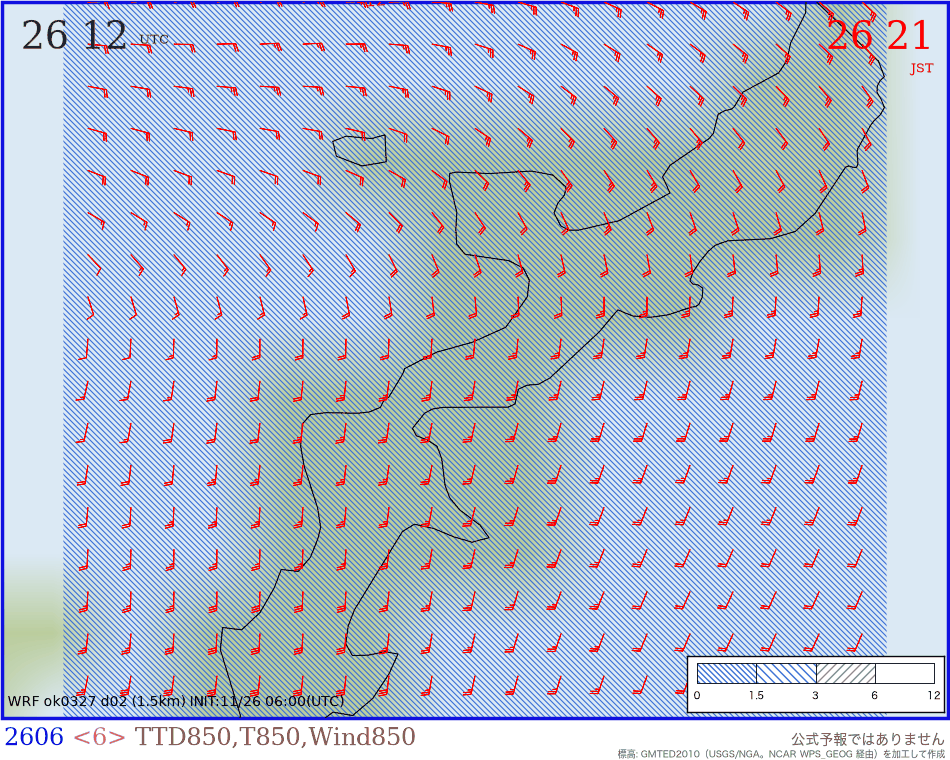 26 12 UTC
26 21
JST
WRF ok0327 d02 (1.5km) INIT:11/26 06:00(UTC)
0 1.5 3 6 12
2606 <6> TTD850,T850,Wind850
公式予報ではありません
標高: GMTED2010（USGS/NGA。NCAR WPS_GEOG 経由）を加工して作成